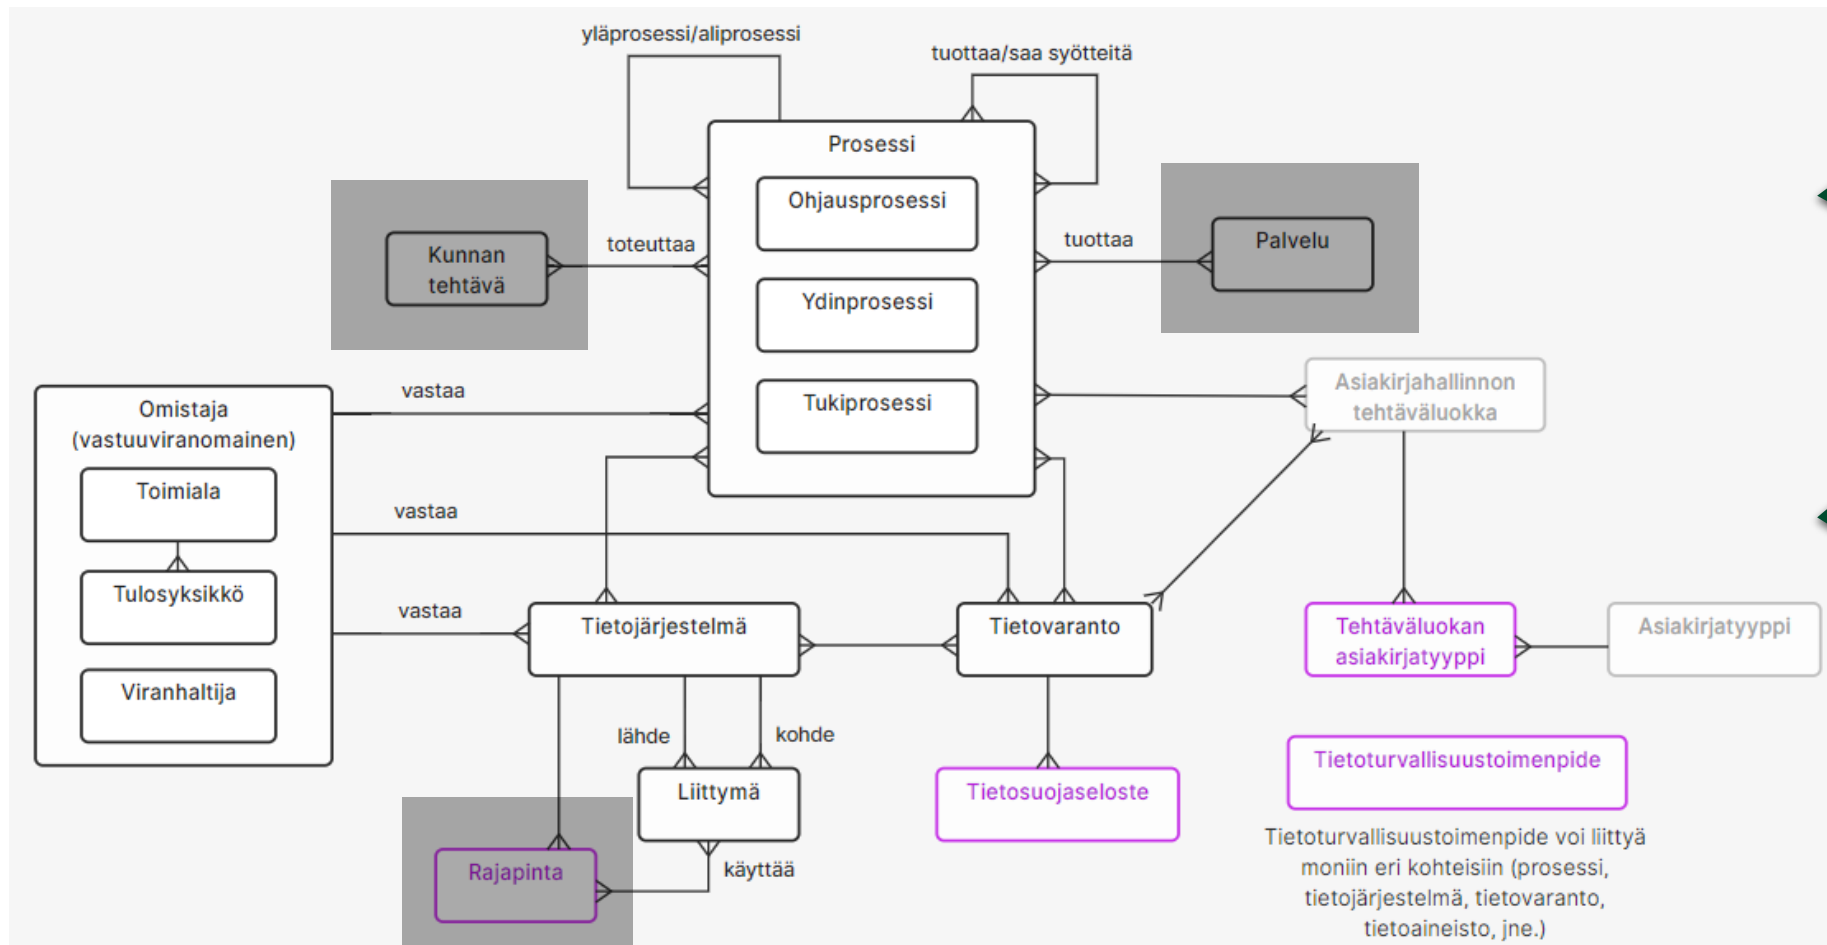 yläprosessi/aliprosessi
tuottaa/saa syötteitä
Prosessi
Ohjausprosessi
Ydinprosessi
Tukiprosessi
Kunnan
tehtävä
toteuttaa
tuottaa
Palvelu
vastaa
Omistaja
(vastuuviranomainen)
Toimiala
Tulosyksikkö
Viranhaltija
Asiakirjahallinnon
tehtäväluokka
vastaa
vastaa
Tietojärjestelmä
Tietovaranto
Tehtäväluokan
asiakirjatyyppi
Asiakirjatyyppi
lähde
kohde
Liittymä
Tietosuojaseloste
Tietoturvallisuustoimenpide
Rajapinta
käyttää
Tietoturvallisuustoimenpide voi liittyä
moniin eri kohteisiin (prosessi,
tietojärjestelmä, tietovaranto,
tietoaineisto, jne.)